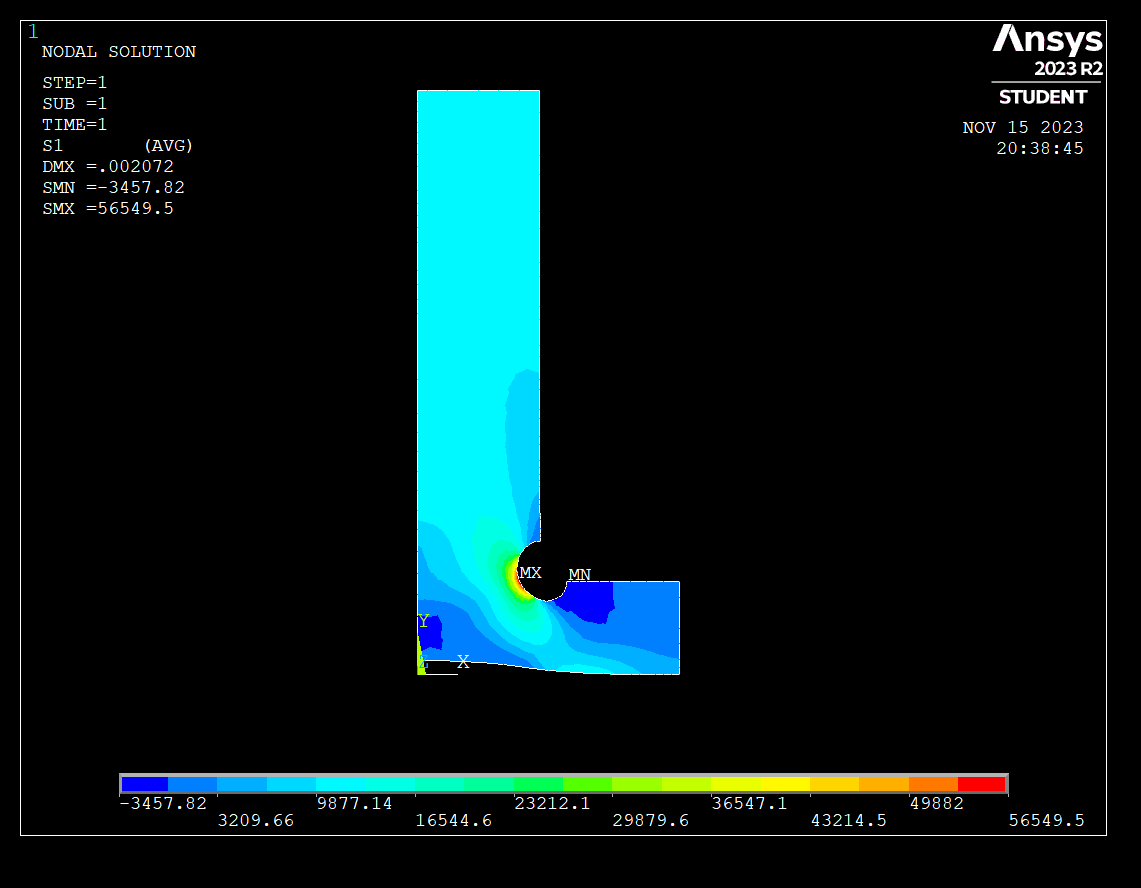 1
NODAL SOLUTION
STEP=1
SUB =1
TIME=1
S1 (AVG)
DMX =.002072
SMN =-3457.82
SMX =56549.5
Ansys
2023 R2
STUDENT
NOV 15 2023
20:38:45
MX
MN
Y
Z X
-3457.82 9877.14 23212.1 36547.1 49882
3209.66 16544.6 29879.6 43214.5 56549.5